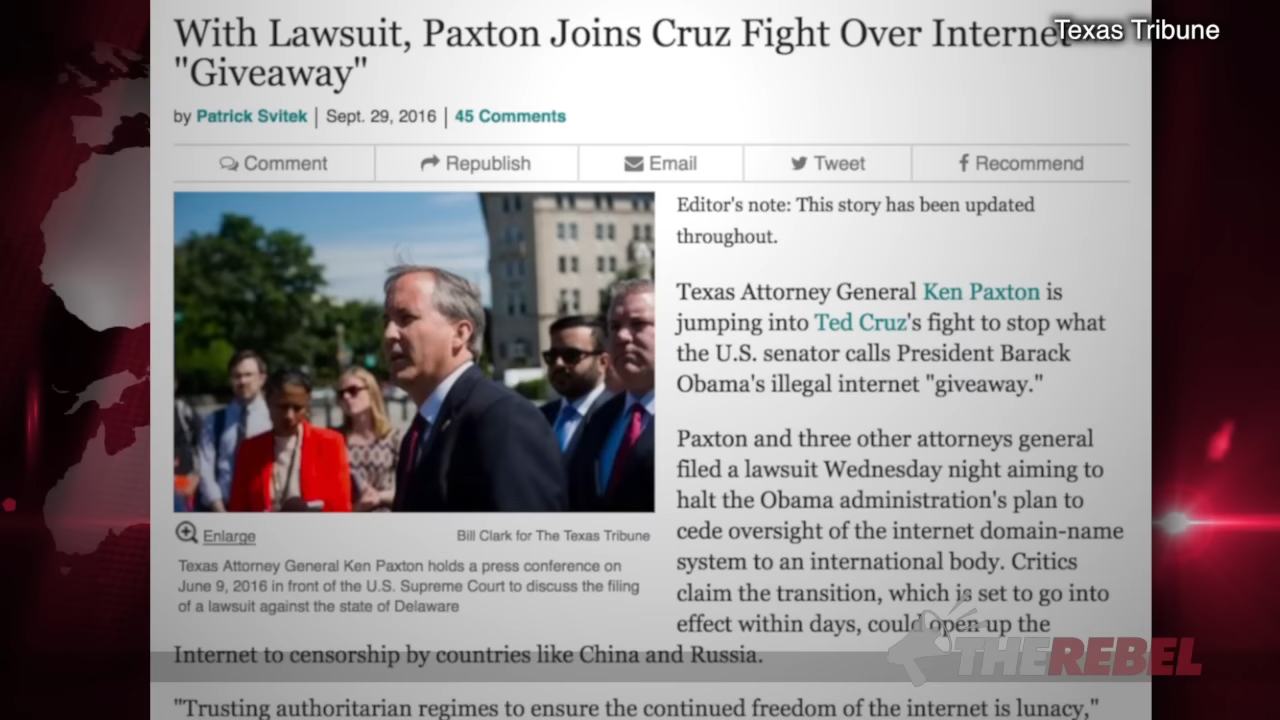 Texas Tribune
With Lawsuit, Paxton Joins Cruz Fight Over Internet
"Giveaway"
by Patrick Svitek | Sept. 29, 2016 | 45 Comments
Comment Republish Email Tweet Recommend
Editor's note: This story has been updated
throughout.
Texas Attorney General Ken Paxton is
jumping into Ted Cruz's fight to stop what
the U.S. senator calls President Barack
Obama's illegal internet "giveaway."
Paxton and three other attorneys general
filed a lawsuit Wednesday night aiming to
halt the Obama administration's plan to
cede oversight of the internet domain-name
system to an international body. Critics
claim the transition, which is set to go into
effect within days, could open up the
Internet to censorship by countries like China and Russia.
"Trusting authoritarian regimes to ensure the continued freedom of the internet is lunacy,"
Enlarge Bill Clark for The Texas Tribune
Texas Attorney General Ken Paxton holds a press conference on
June 9, 2016 in front of the U.S. Supreme Court to discuss the filing
of a lawsuit against the state of Delaware
THEREBEL